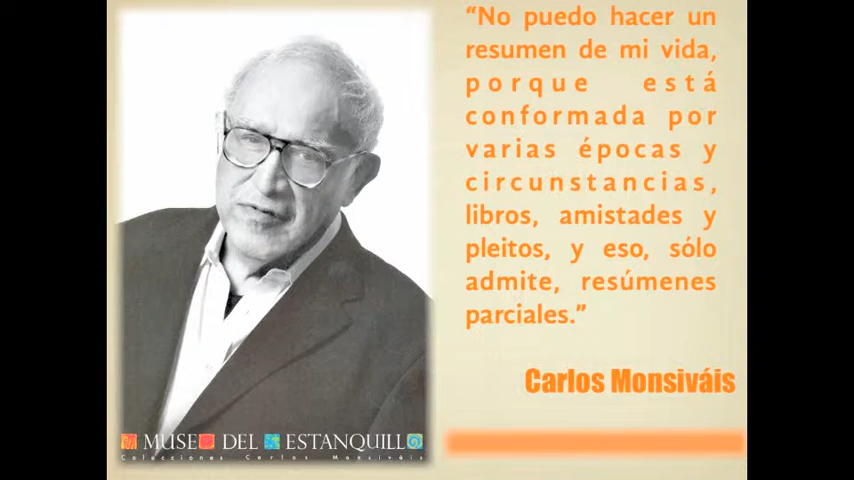 “No puedo hacer un
resumen de mi vida,
porque está
conformada por
varias épocas y
circunstancias,
libros, amistades y
pleitos, y eso, sólo
admite, resúmenes
parciales.”
Carlos Monsiváis
MUSEO DEL ESTANQUILLO
Colecciones Carlos Monsiváis